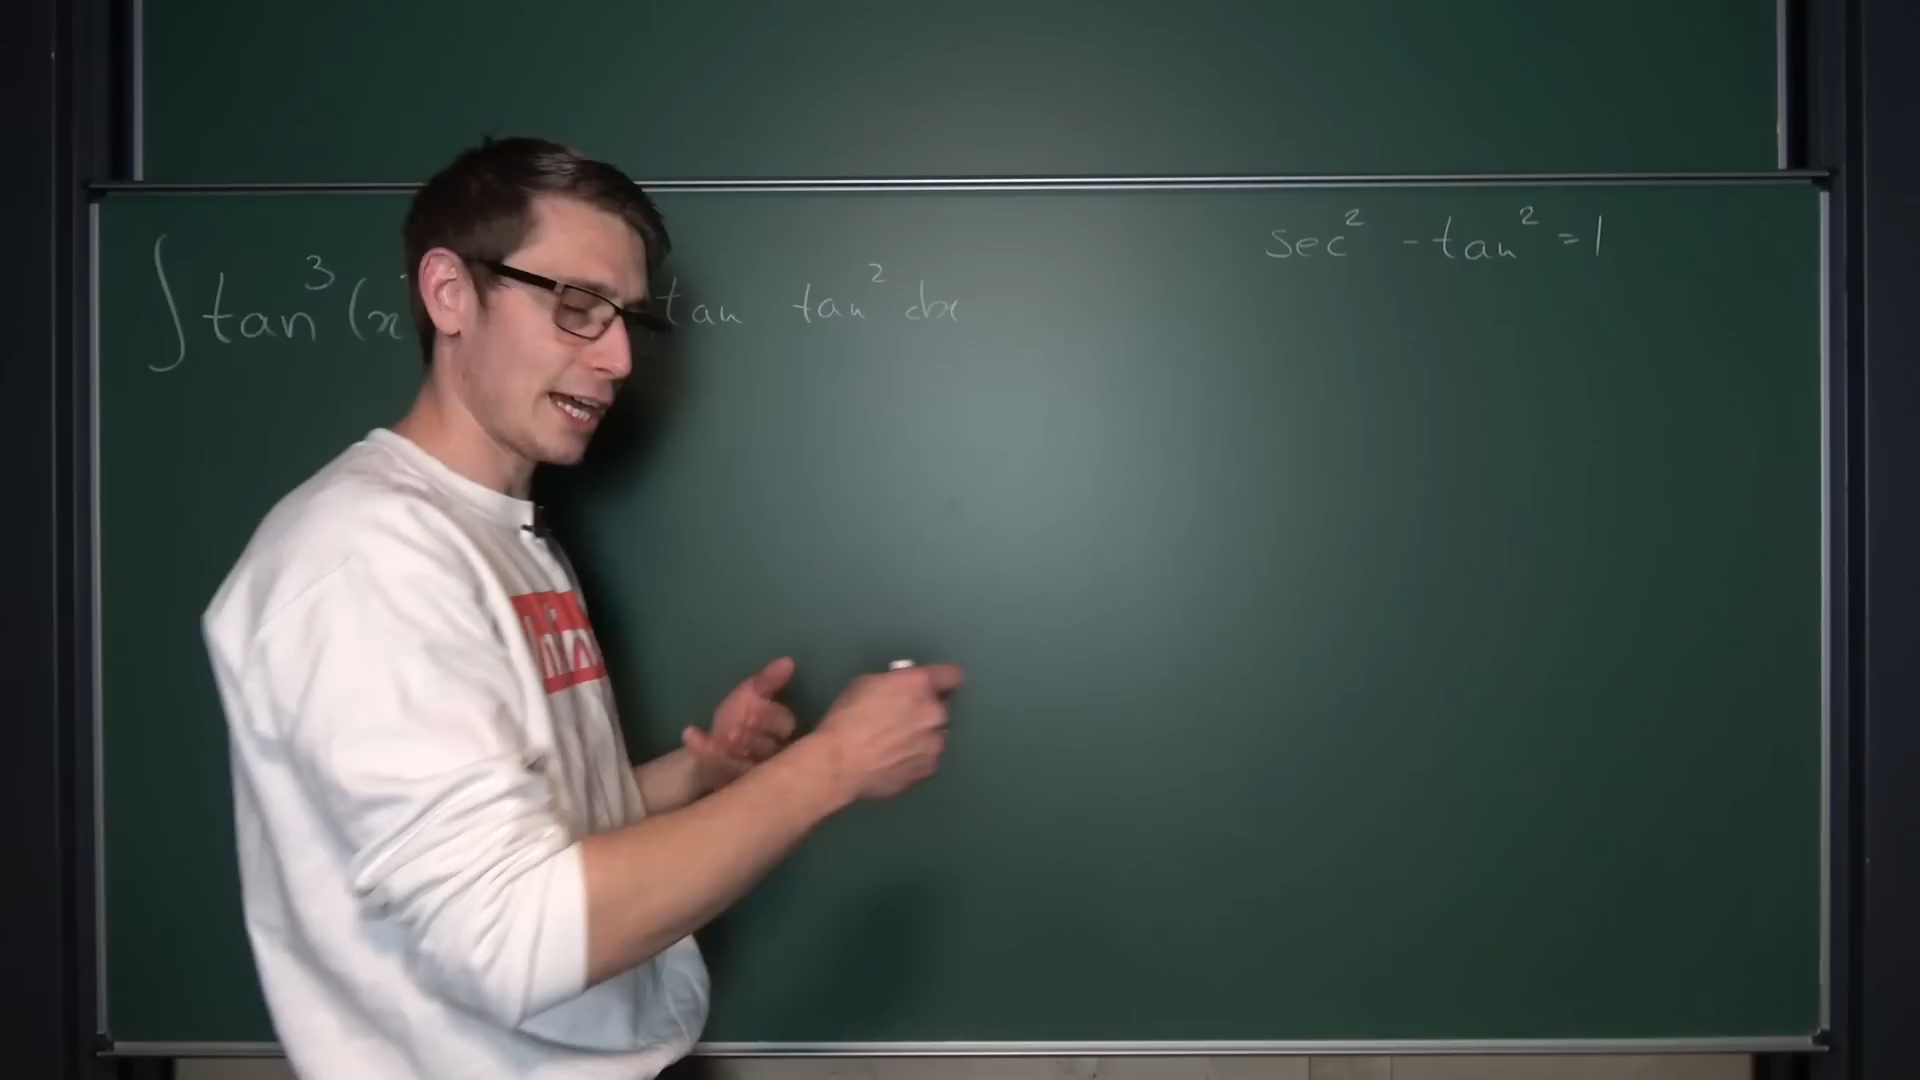 ∫ tan³(x tan tan² dx
sec² - tan² = 1